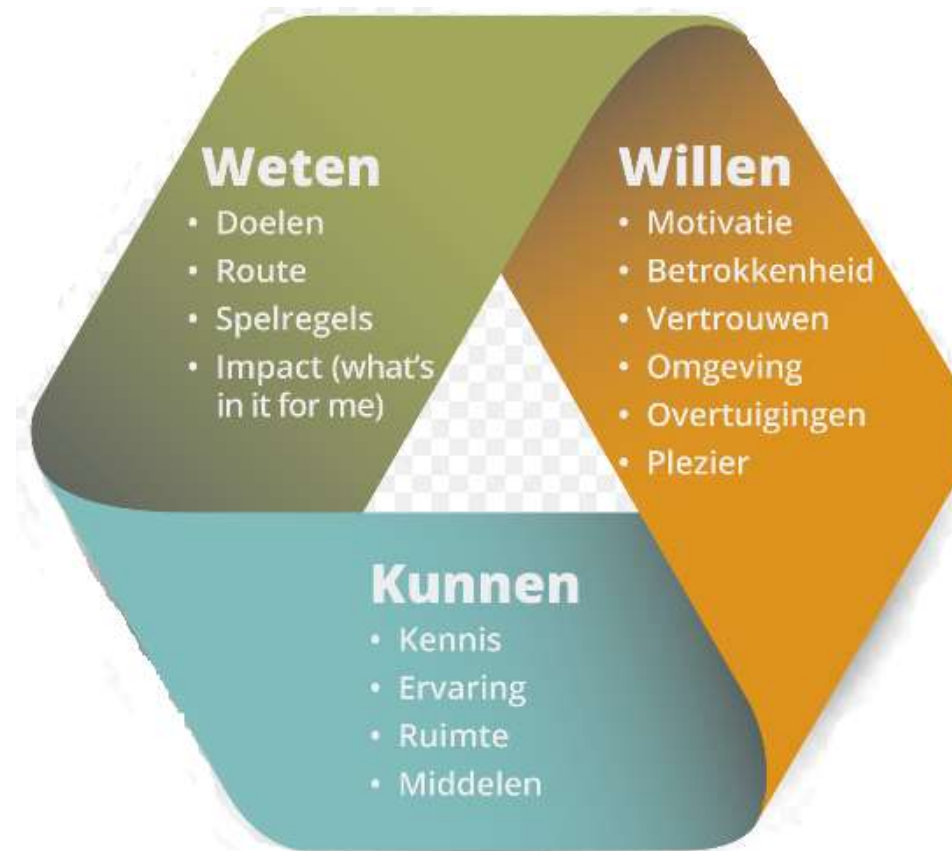 Weten
• Doelen
• Route
• Spelregels
• Impact (what's
in it for me)
Willen
• Motivatie
• Betrokkenheid
• Vertrouwen
• Omgeving
• Overtuigingen
• Plezier
Kunnen
• Kennis
• Ervaring
• Ruimte
• Middelen